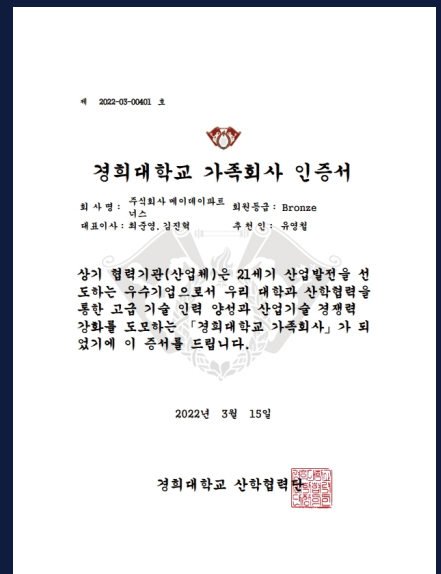 제 2022-03-00401 호
경희대학교 가족회사 인증서
회 사 명 : 주식회사 메이데이파트너스 회원등급 : Bronze
대표이사 : 최준영, 김진혁 추 천 인 : 유영철
상기 협력기관(산업체)은 21세기 산업발전을 선
도하는 우수기업으로서 우리 대학과 산학협력을
통한 고급 기술 인력 양성과 산업기술 경쟁력
강화를 도모하는 「경희대학교 가족회사」가 되
었기에 이 증서를 드립니다.
2022년 3월 15일
경희대학교 산학협력단